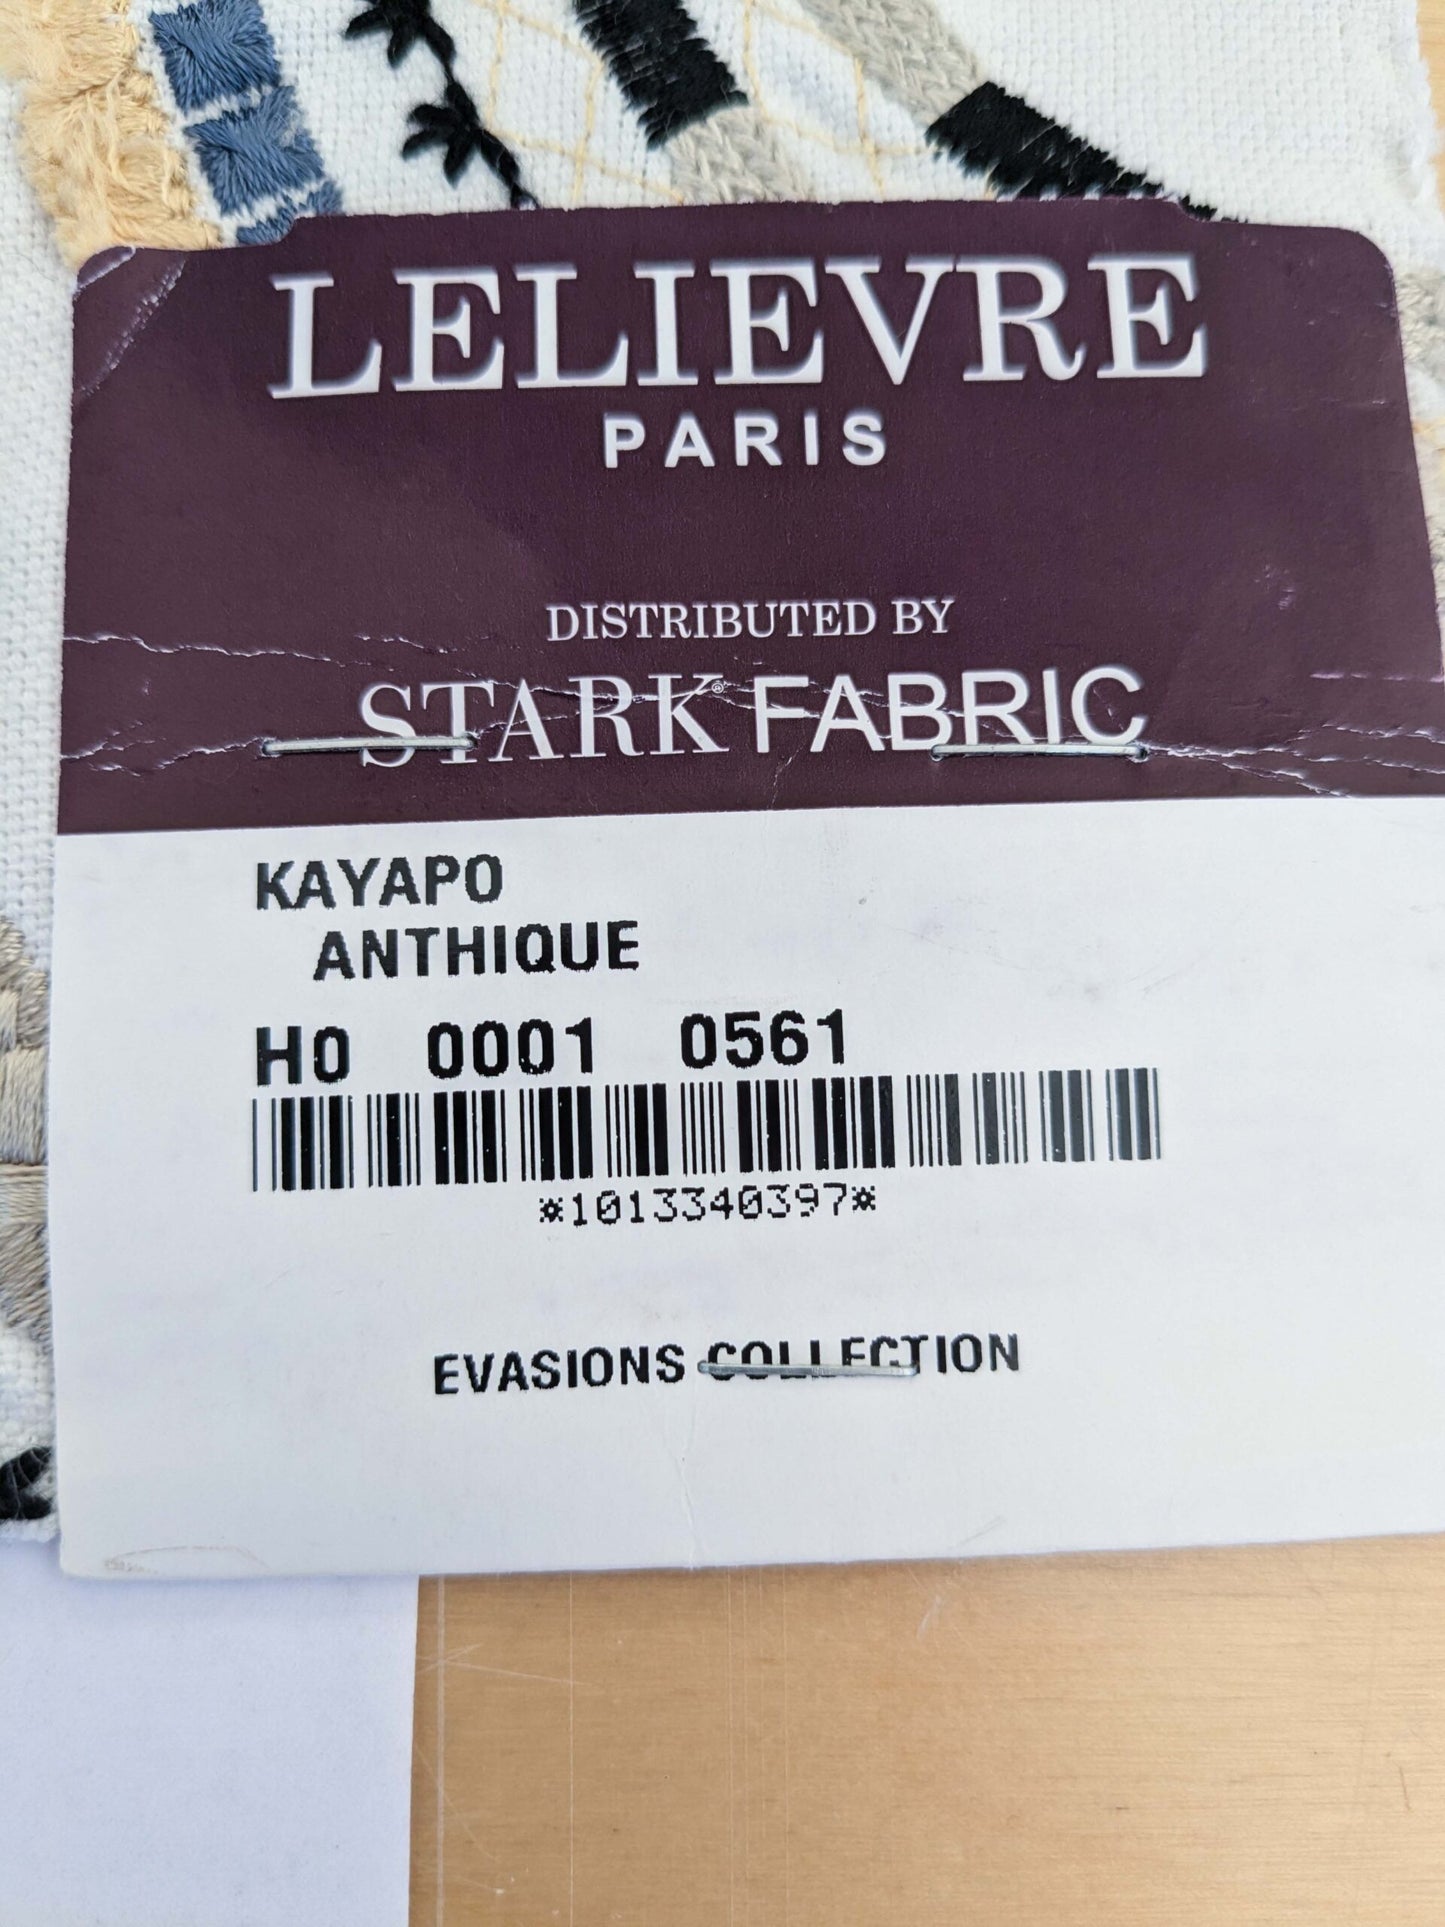 LELIEVRE
PARIS
DISTRIBUTED BY
STARK® FABRIC
KAYAPO
ANTHIQUE
H0 0001 0561
*1013340397*
EVASIONS COLLECTION